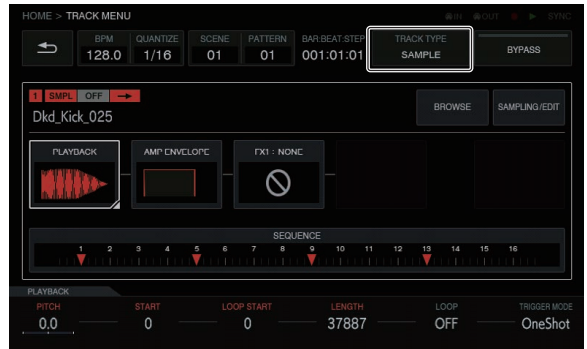 HOME > TRACK MENU
IN OUT SYNC
BPM QUANTIZE SCENE PATTERN BAR:BEAT:STEP TRACK TYPE
128.0 1/16 01 01 001:01:01 SAMPLE BYPASS
1 SMPL OFF
Dkd_Kick_025
BROWSE SAMPLING/EDIT
PLAYBACK AMP ENVELOPE FX1 : NONE
SEQUENCE
1 2 3 4 5 6 7 8 9 10 11 12 13 14 15 16
PLAYBACK
PITCH START LOOP START LENGTH LOOP TRIGGER MODE
0.0 0 0 37887 OFF OneShot